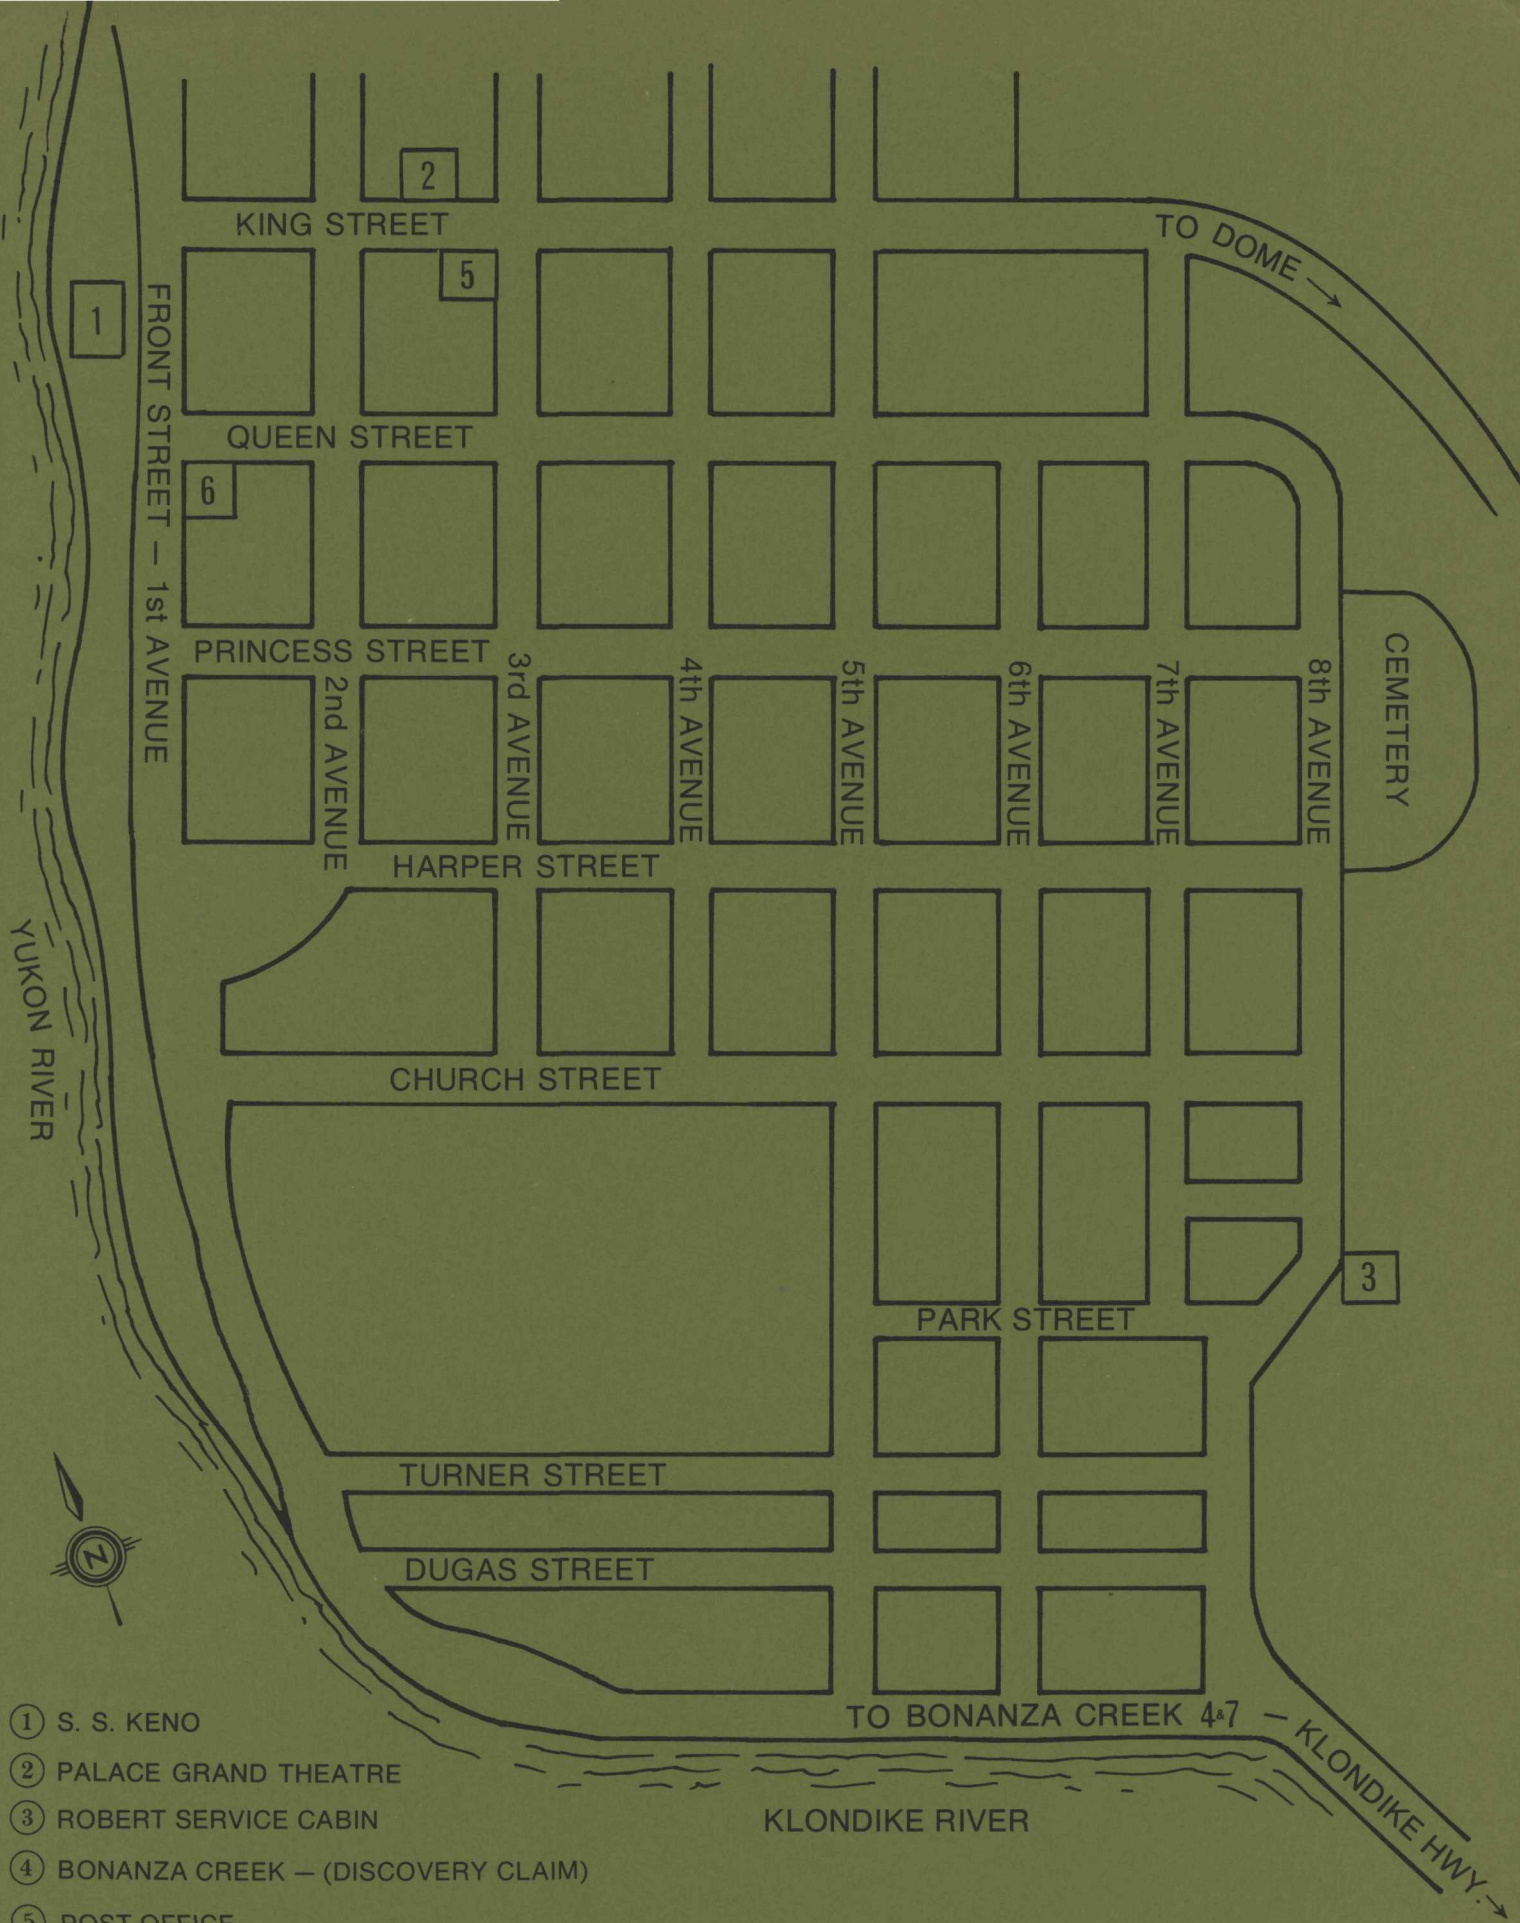 2
KING STREET
TO DOME →
5
1
FRONT STREET — 1st AVENUE
QUEEN STREET
6
PRINCESS STREET
2nd AVENUE
3rd AVENUE
4th AVENUE
5th AVENUE
6th AVENUE
7th AVENUE
8th AVENUE
CEMETERY
HARPER STREET
YUKON RIVER
CHURCH STREET
3
PARK STREET
TURNER STREET
DUGAS STREET
N
TO BONANZA CREEK 4&7 — KLONDIKE HWY. →
KLONDIKE RIVER
1 S. S. KENO
2 PALACE GRAND THEATRE
3 ROBERT SERVICE CABIN
4 BONANZA CREEK — (DISCOVERY CLAIM)
5 POST OFFICE